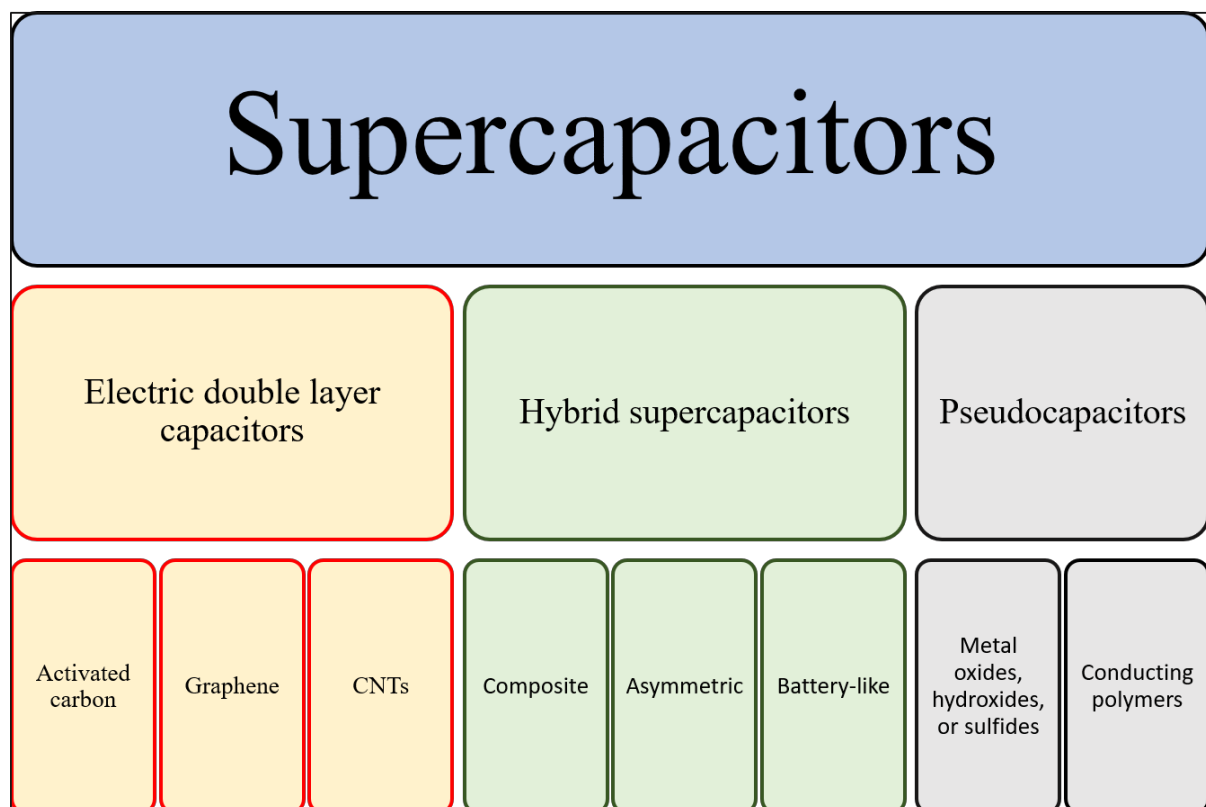 Supercapacitors
Electric double layer
capacitors
Hybrid supercapacitors
Pseudocapacitors
Activated
carbon
Graphene
CNTs
Composite
Asymmetric
Battery-like
Metal
oxides,
hydroxides,
or sulfides
Conducting
polymers